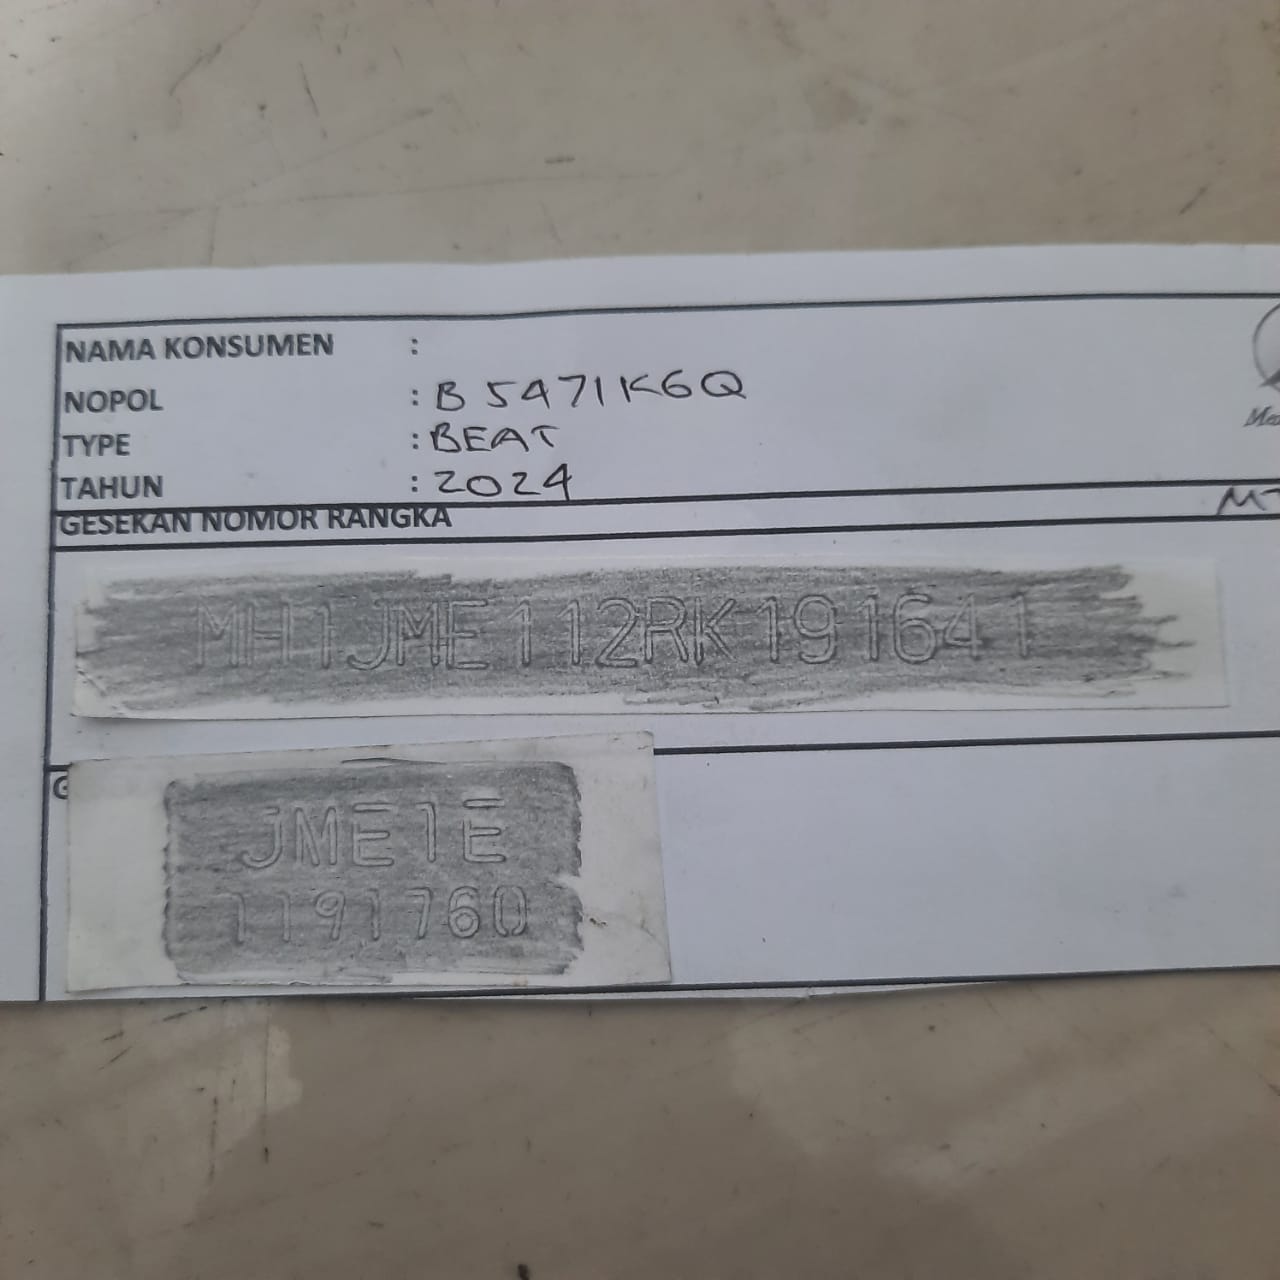 NAMA KONSUMEN :
NOPOL : B 5471 KGQ
TYPE : BEAT
TAHUN : 2024
GESEKAN NOMOR RANGKA
MH1JME112RK191641
JME1E
1191760